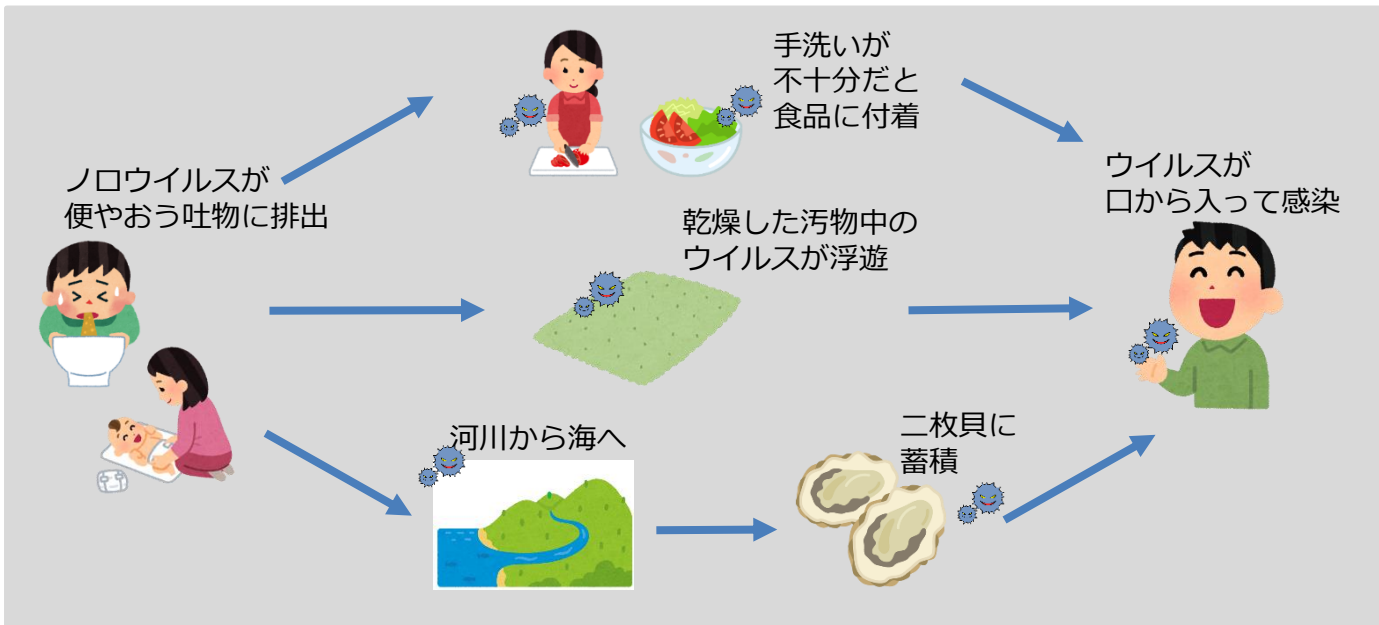 ノロウイルスが
便やおう吐物に排出
手洗いが
不十分だと
食品に付着
乾燥した汚物中の
ウイルスが浮遊
河川から海へ
二枚貝に
蓄積
ウイルスが
口から入って感染